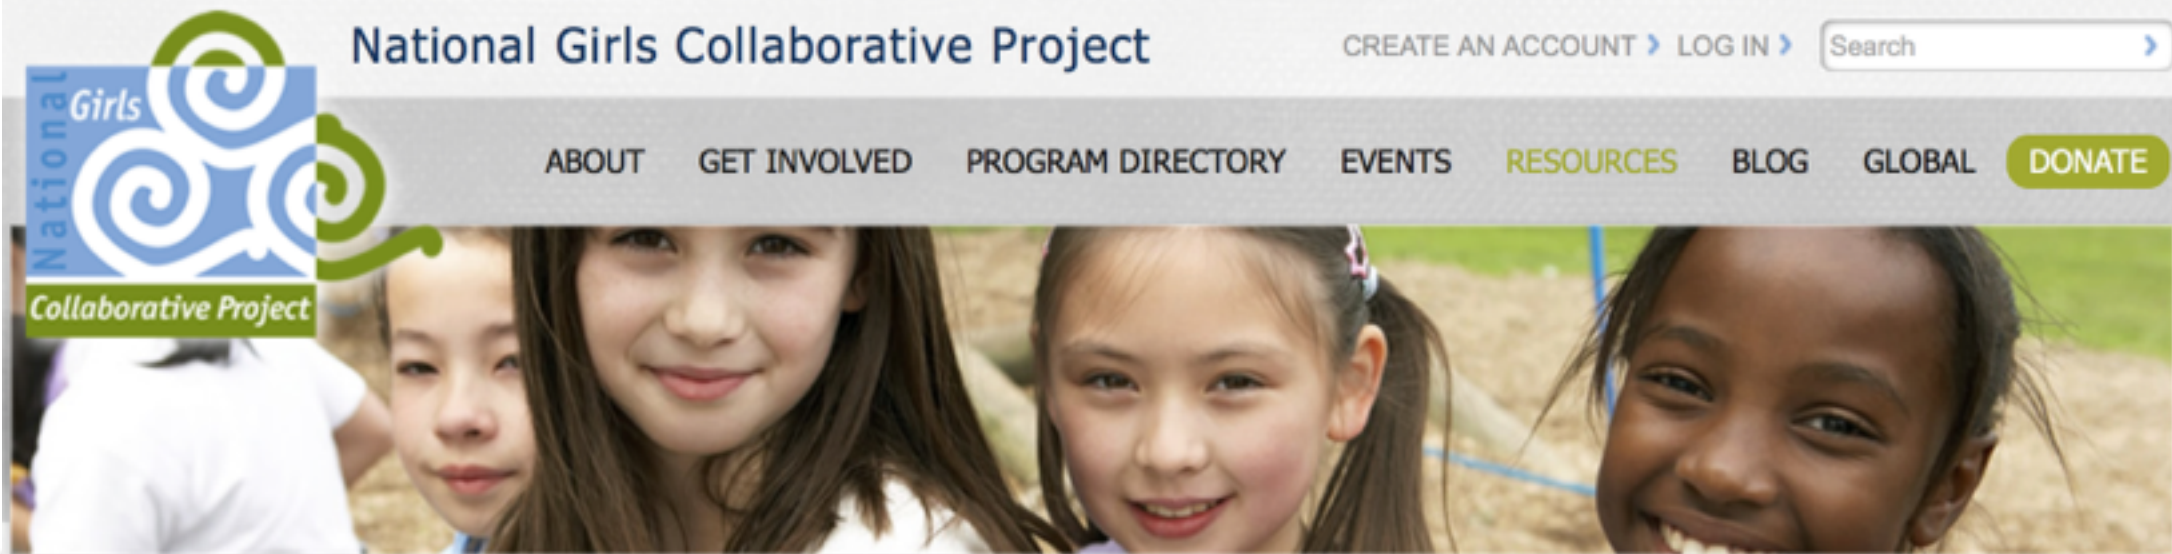 National Girls Collaborative Project
CREATE AN ACCOUNT › LOG IN ›
Search ›
National
Girls
Collaborative Project
ABOUT GET INVOLVED PROGRAM DIRECTORY EVENTS RESOURCES BLOG GLOBAL DONATE